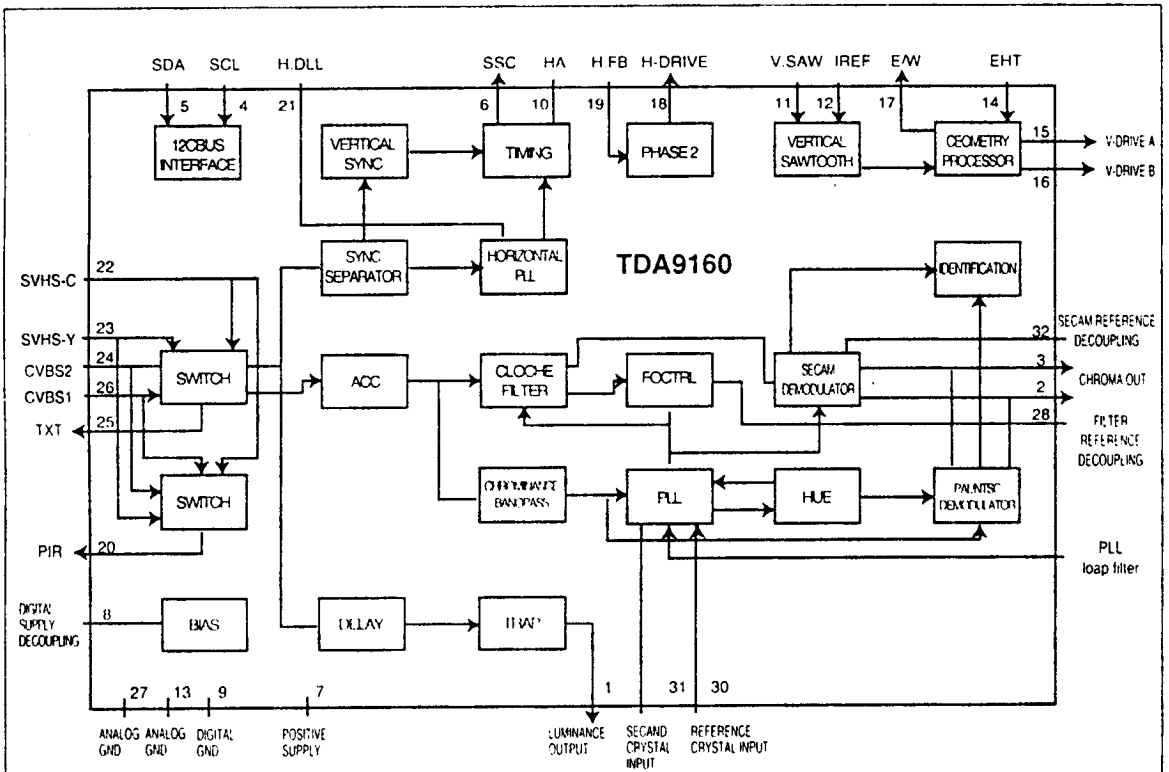 SDA SCL H.DLL SSC HA H.FB H-DRIVE V.SAW IREF E/W EHT
5 4 21 6 10 19 18 11 12 17 14
12CBUS
INTERFACE
VERTICAL
SYNC
TIMING
PHASE 2
VERTICAL
SAWTOOTH
GEOMETRY
PROCESSOR
15
V-DRIVE A
16
V-DRIVE B
SYNC
SEPARATOR
HORIZONTAL
PLL
TDA9160
IDENTIFICATION
SVHS-C
22
SVHS-Y
23
CVBS2
24
CVBS1
26
TXT
25
SWITCH
ACC
CLOCHE
FILTER
FOCTRL
SECAM
DEMODULATOR
SECAM REFERENCE
DECOUPLING
32
3
CHROMA OUT
2
28
FILTER
REFERENCE
DECOUPLING
SWITCH
CHROMINANCE
BANDPASS
PLL
HUE
DEMODULATOR
PIR
20
PLL
loap filter
DIGITAL
SUPPLY
DECOUPLING
8
BIAS
DELAY
TRAP
27 13 9 7 1 31 30
ANALOG
GND
ANALOG
GND
DIGITAL
GND
POSITIVE
SUPPLY
LUMINANCE
OUTPUT
SECAND
CRYSTAL
INPUT
REFERENCE
CRYSTAL INPUT